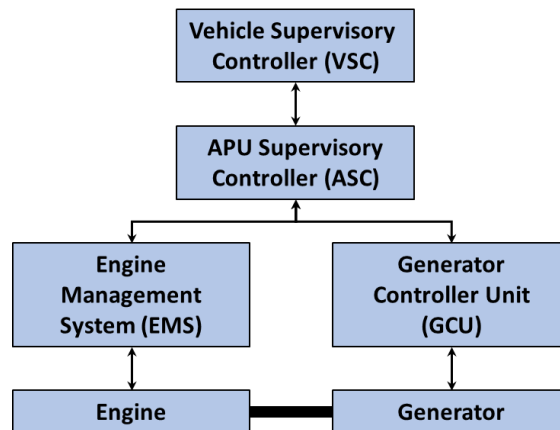 Vehicle Supervisory
Controller (VSC)
APU Supervisory
Controller (ASC)
Engine
Management
System (EMS)
Generator
Controller Unit
(GCU)
Engine
Generator